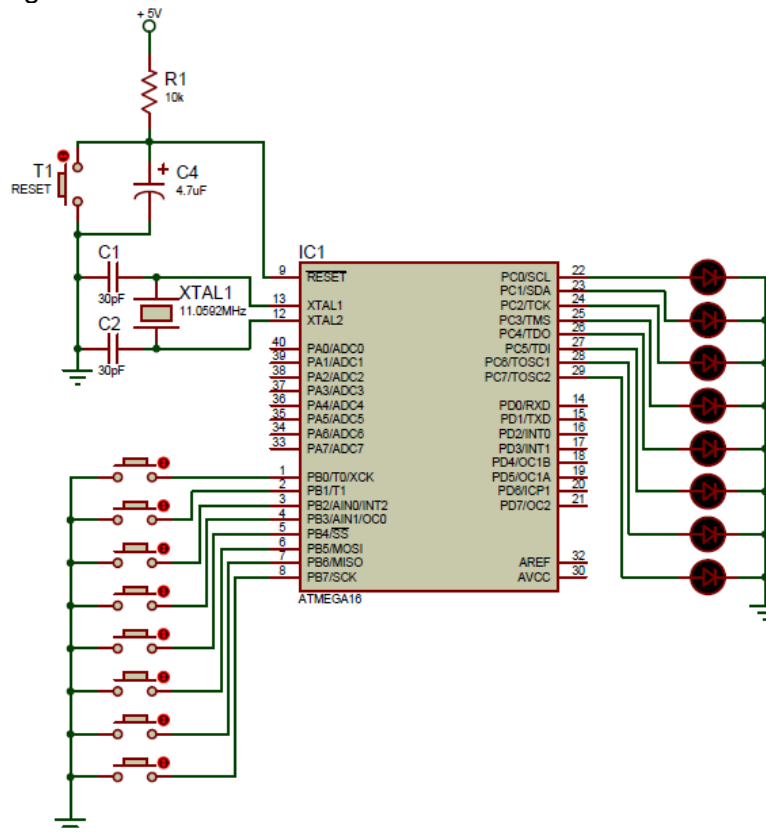 + 5V
R1
10k
T1
RESET
C4
4.7uF
C1
30pF
XTAL1
11.0592MHz
C2
30pF
IC1
9 RESET
13 XTAL1
12 XTAL2
40 PA0/ADC0
39 PA1/ADC1
38 PA2/ADC2
37 PA3/ADC3
36 PA4/ADC4
35 PA5/ADC5
34 PA6/ADC6
33 PA7/ADC7
1 PB0/T0/XCK
2 PB1/T1
3 PB2/AIN0/INT2
4 PB3/AIN1/OC0
5 PB4/SS
6 PB5/MOSI
7 PB6/MISO
8 PB7/SCK
PC0/SCL 22
PC1/SDA 23
PC2/TCK 24
PC3/TMS 25
PC4/TDO 26
PC5/TDI 27
PC6/TOSC1 28
PC7/TOSC2 29
PD0/RXD 14
PD1/TXD 15
PD2/INT0 16
PD3/INT1 17
PD4/OC1B 18
PD5/OC1A 19
PD6/ICP1 20
PD7/OC2 21
AREF 32
AVCC 30
ATMEGA16